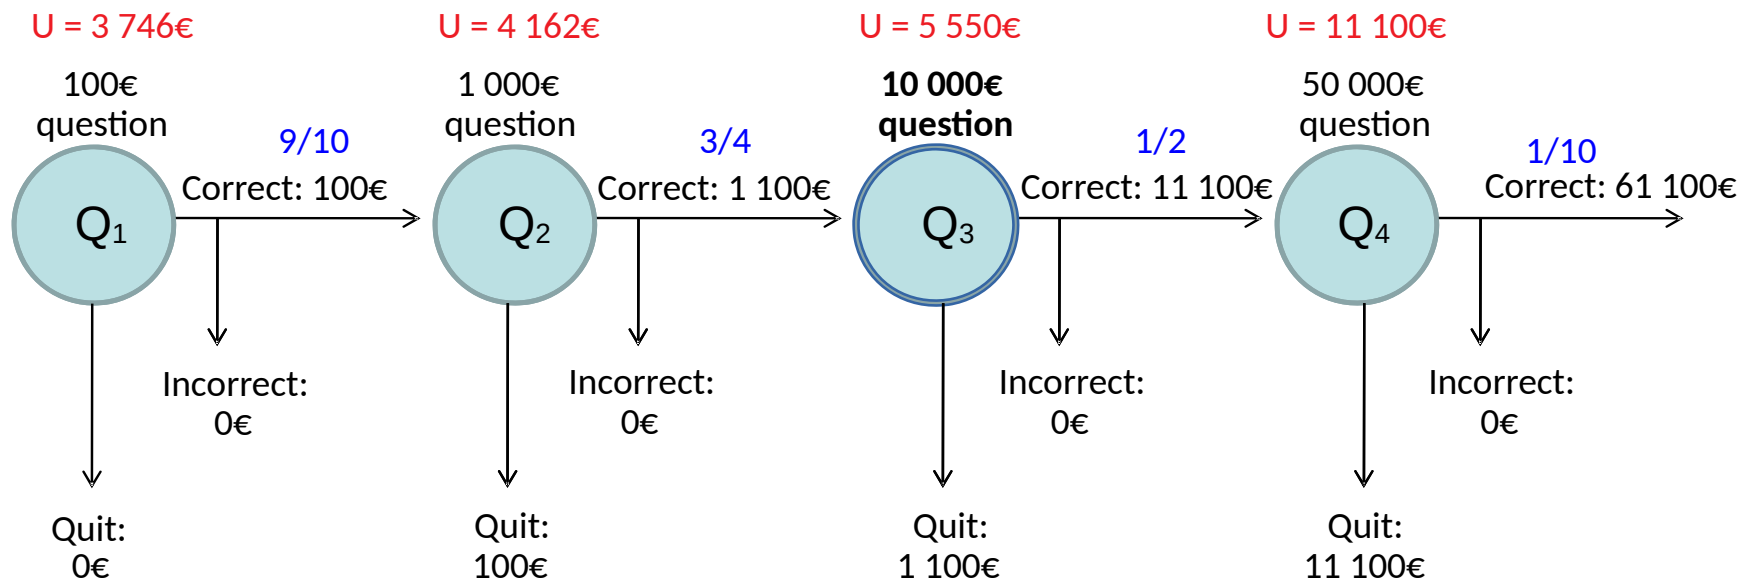 U = 3 746€
U = 4 162€
U = 5 550€
U = 11 100€
100€
question
1 000€
question
10 000€
question
50 000€
question
9/10
3/4
1/2
1/10
Correct: 100€
Correct: 1 100€
Correct: 11 100€
Correct: 61 100€
Q1
Q2
Q3
Q4
Incorrect:
0€
Incorrect:
0€
Incorrect:
0€
Incorrect:
0€
Quit:
0€
Quit:
100€
Quit:
1 100€
Quit:
11 100€